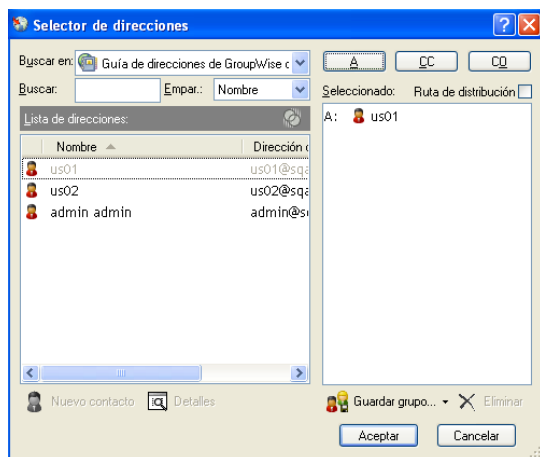 Selector de direcciones
Buscar en: Guía de direcciones de GroupWise c
Buscar: Empar.: Nombre
Lista de direcciones:
Nombre Dirección
us01 us01@sqa
us02 us02@sqa
admin admin admin@s
A CC CO
Seleccionado: Ruta de distribución
A: us01
Nuevo contacto Detalles
Guardar grupo... Eliminar
Aceptar Cancelar